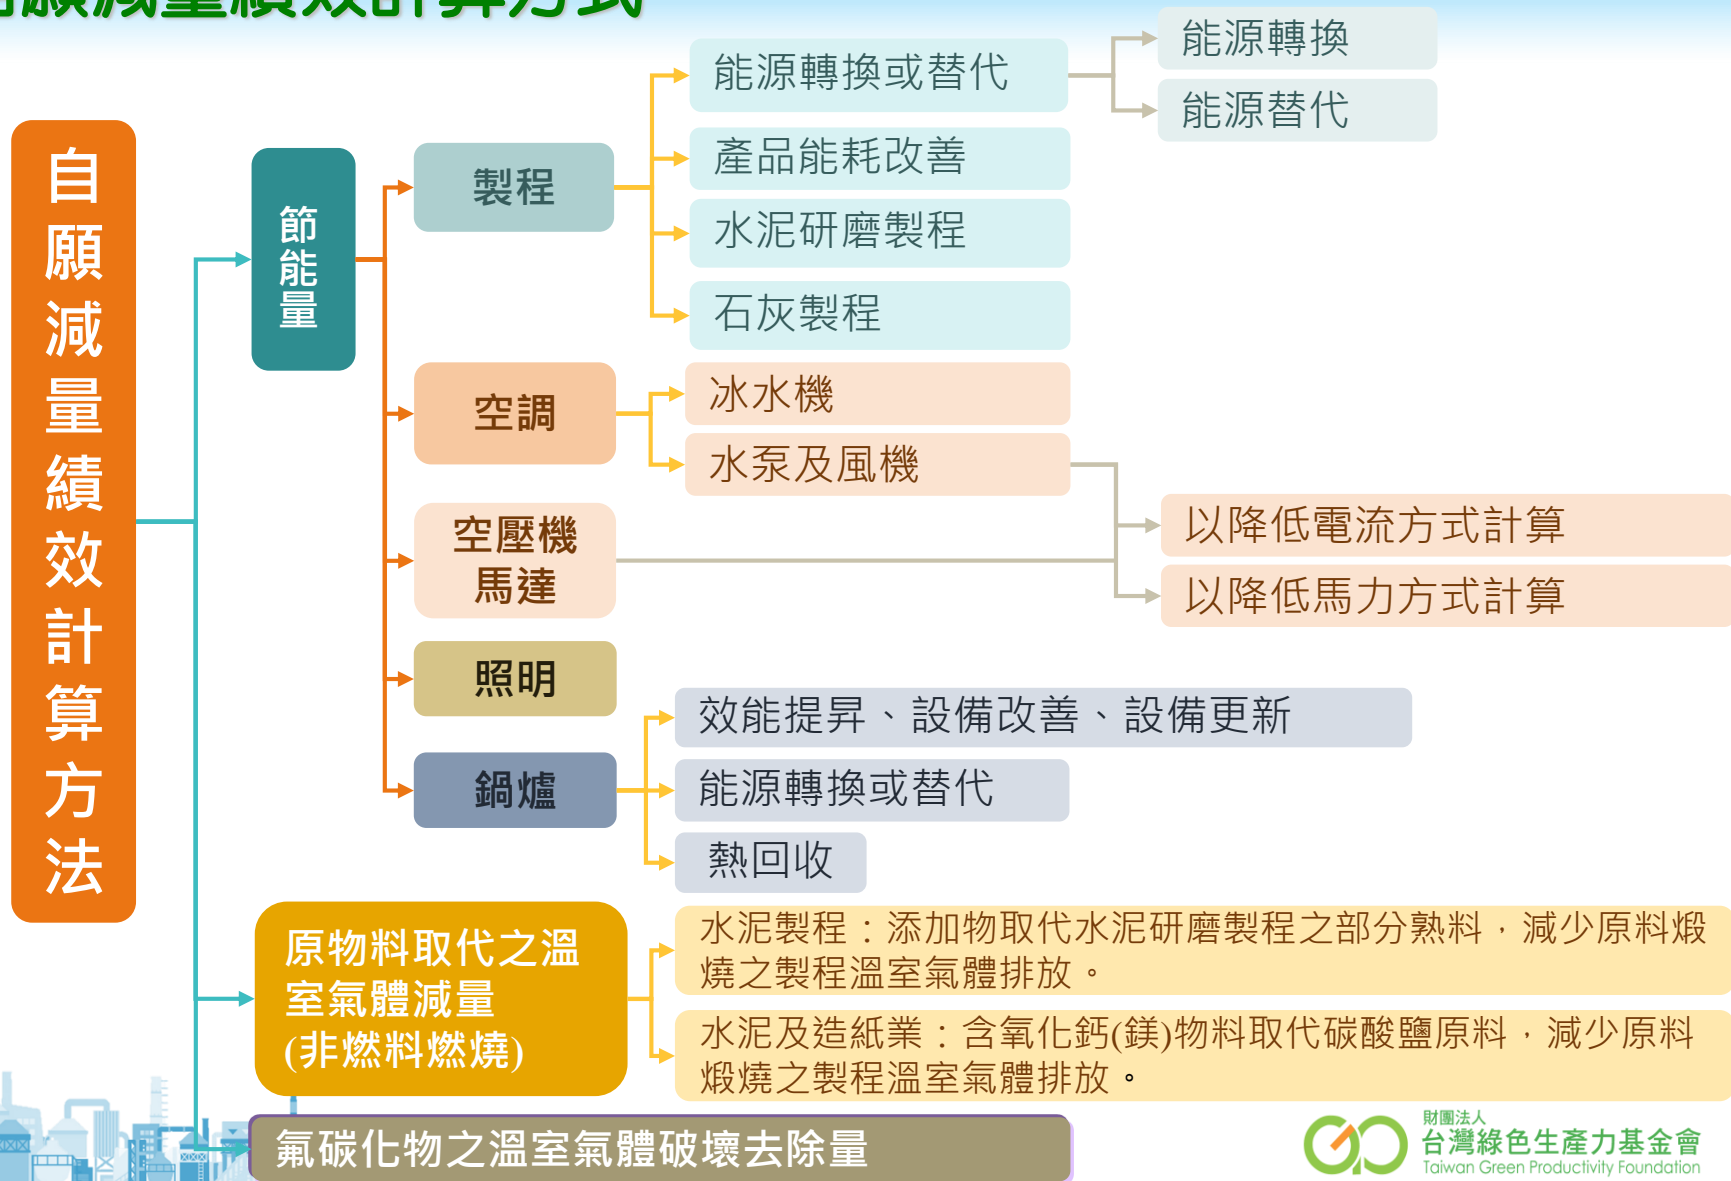 自願減量績效計算方式
自願減量績效計算方法
節能量
製程
能源轉換或替代
能源轉換
能源替代
產品能耗改善
水泥研磨製程
石灰製程
空調
冰水機
水泵及風機
空壓機
馬達
以降低電流方式計算
以降低馬力方式計算
照明
鍋爐
效能提昇、設備改善、設備更新
能源轉換或替代
熱回收
原物料取代之溫
室氣體減量
(非燃料燃燒)
水泥製程：添加物取代水泥研磨製程之部分熟料，減少原料煅
燒之製程溫室氣體排放。
水泥及造紙業：含氧化鈣(鎂)物料取代碳酸鹽原料，減少原料
煅燒之製程溫室氣體排放。
氟碳化物之溫室氣體破壞去除量
財團法人
台灣綠色生產力基金會
Taiwan Green Productivity Foundation